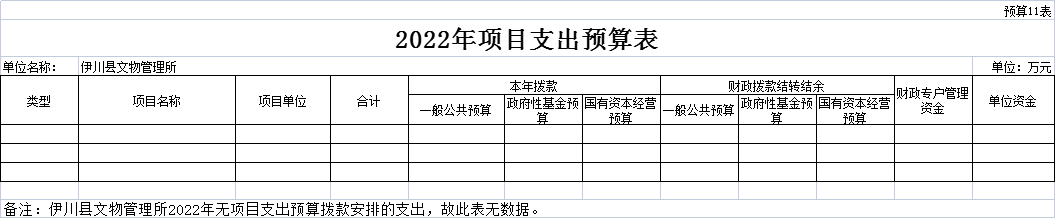 预算11表
2022年项目支出预算表
单位名称： 伊川县文物管理所 单位：万元
类型 项目名称 项目单位 合计 本年拨款 财政拨款结转结余 财政专户管理资金 单位资金
一般公共预算 政府性基金预算 国有资本经营预算 一般公共预算 政府性基金预算 国有资本经营预算
备注：伊川县文物管理所2022年无项目支出预算拨款安排的支出，故此表无数据。